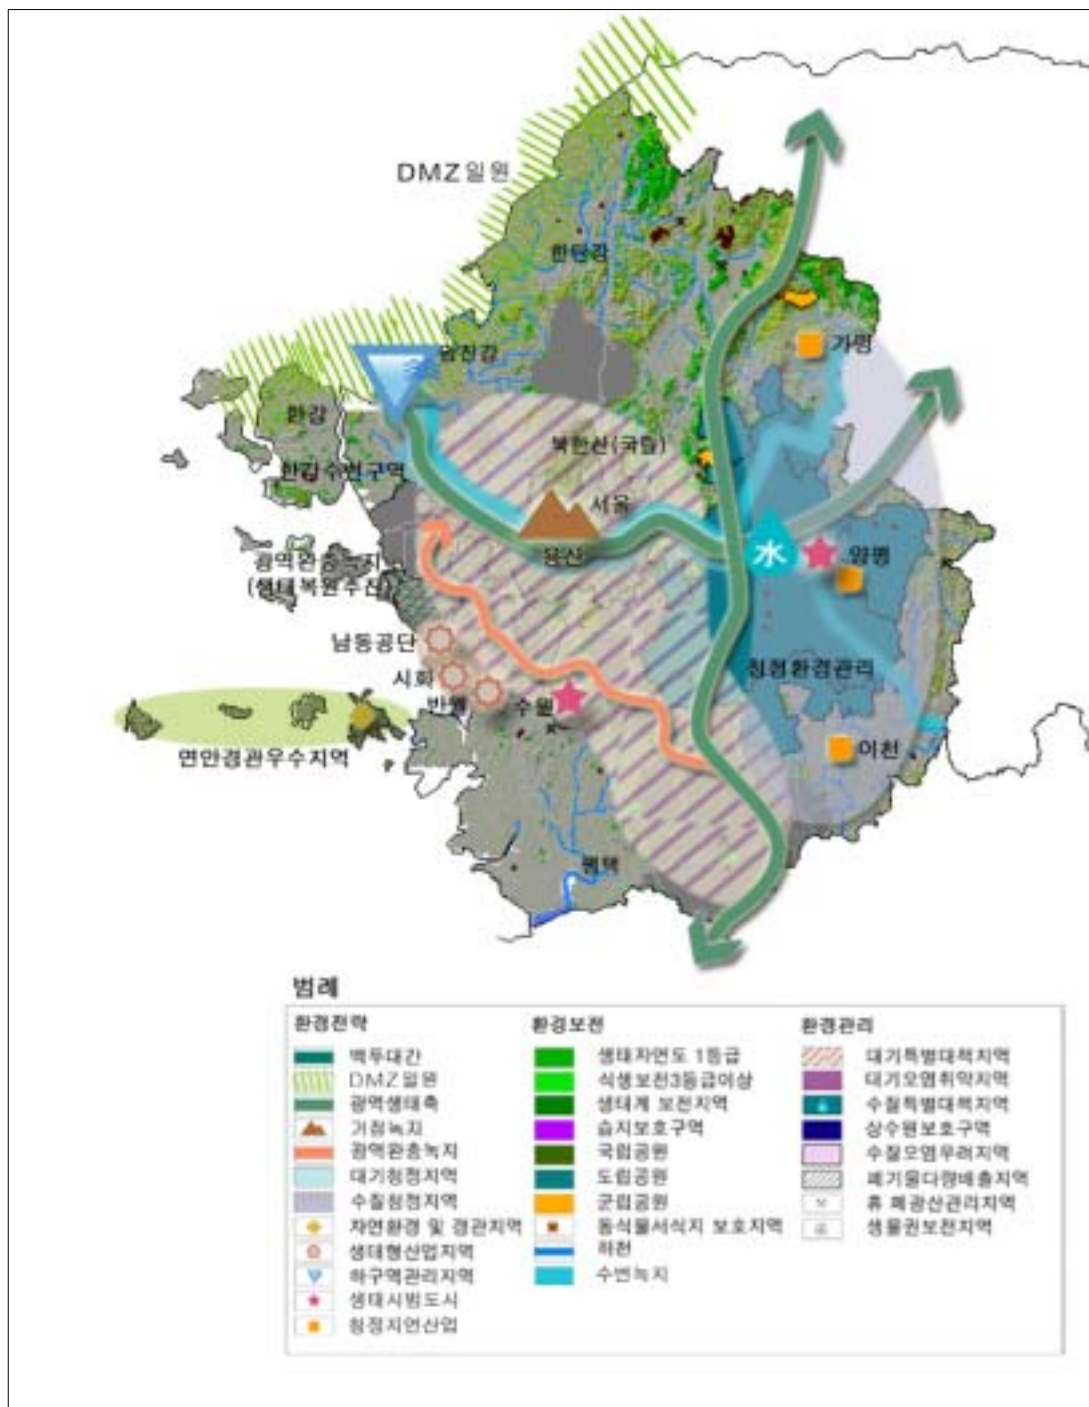 DMZ일원
한탄강
임진강
가평
한강
북한산(국립)
한강수변구역
서울
광역완충녹지
용산
水
양평
(생태복원추진)
남동공단
시화
청정환경관리
반월
수원
이천
연안경관우수지역
평택
범례
환경전략
백두대간
DMZ일원
광역생태축
거점녹지
광역완충녹지
대기청정지역
수질청정지역
자연환경 및 경관지역
생태형산업지역
하구역관리지역
생태시범도시
청정지연산업
환경보전
생태자연도 1등급
식생보전3등급이상
생태계 보전지역
습지보호구역
국립공원
도립공원
군립공원
동식물서식지 보호지역
하천
수변녹지
환경관리
대기특별대책지역
대기오염취약지역
수질특별대책지역
상수원보호구역
수질오염우려지역
폐기물다량배출지역
휴 폐광산관리지역
생물권보전지역